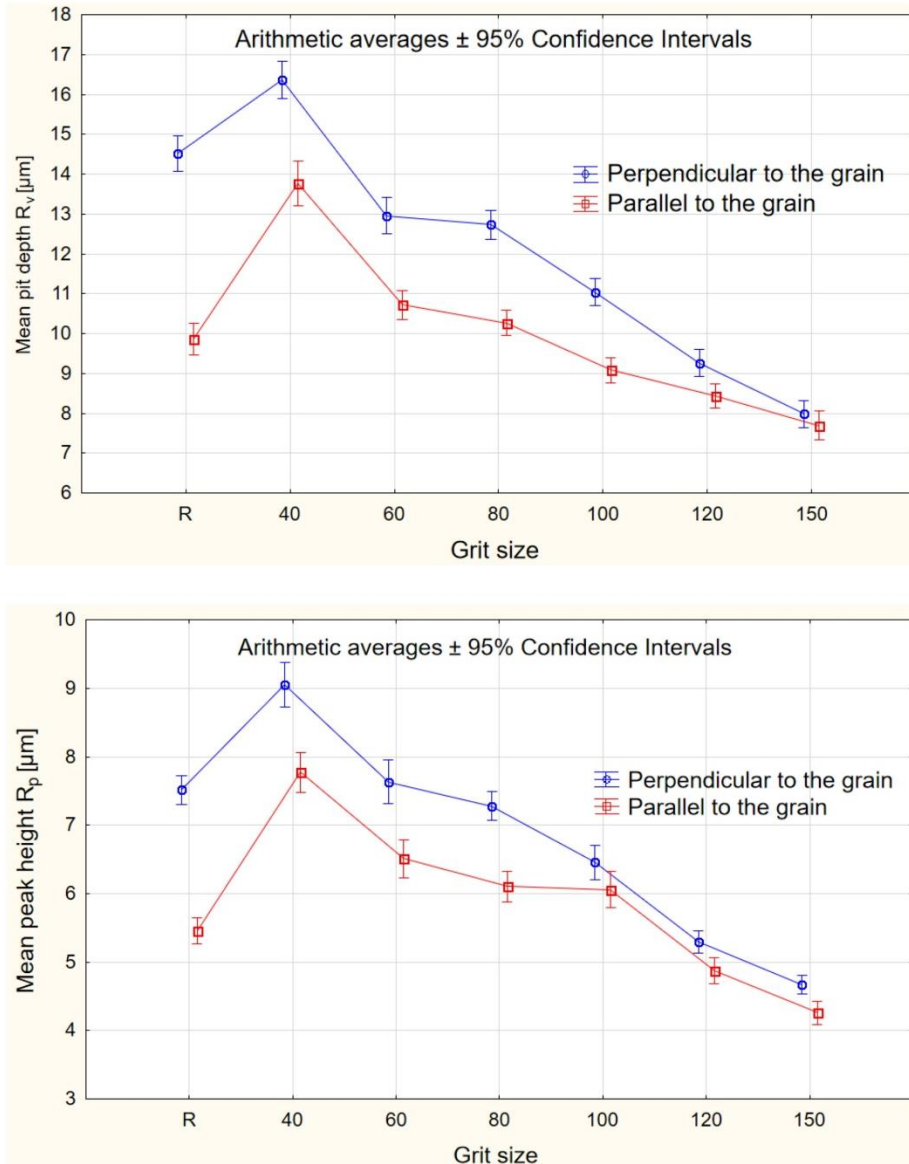 Arithmetic averages ± 95% Confidence Intervals
Mean pit depth Rᵥ [µm]
18
17
16
15
14
13
12
11
10
9
8
7
6
Perpendicular to the grain
Parallel to the grain
R 40 60 80 100 120 150
Grit size
Arithmetic averages ± 95% Confidence Intervals
Mean peak height Rₚ [µm]
10
9
8
7
6
5
4
3
Perpendicular to the grain
Parallel to the grain
R 40 60 80 100 120 150
Grit size